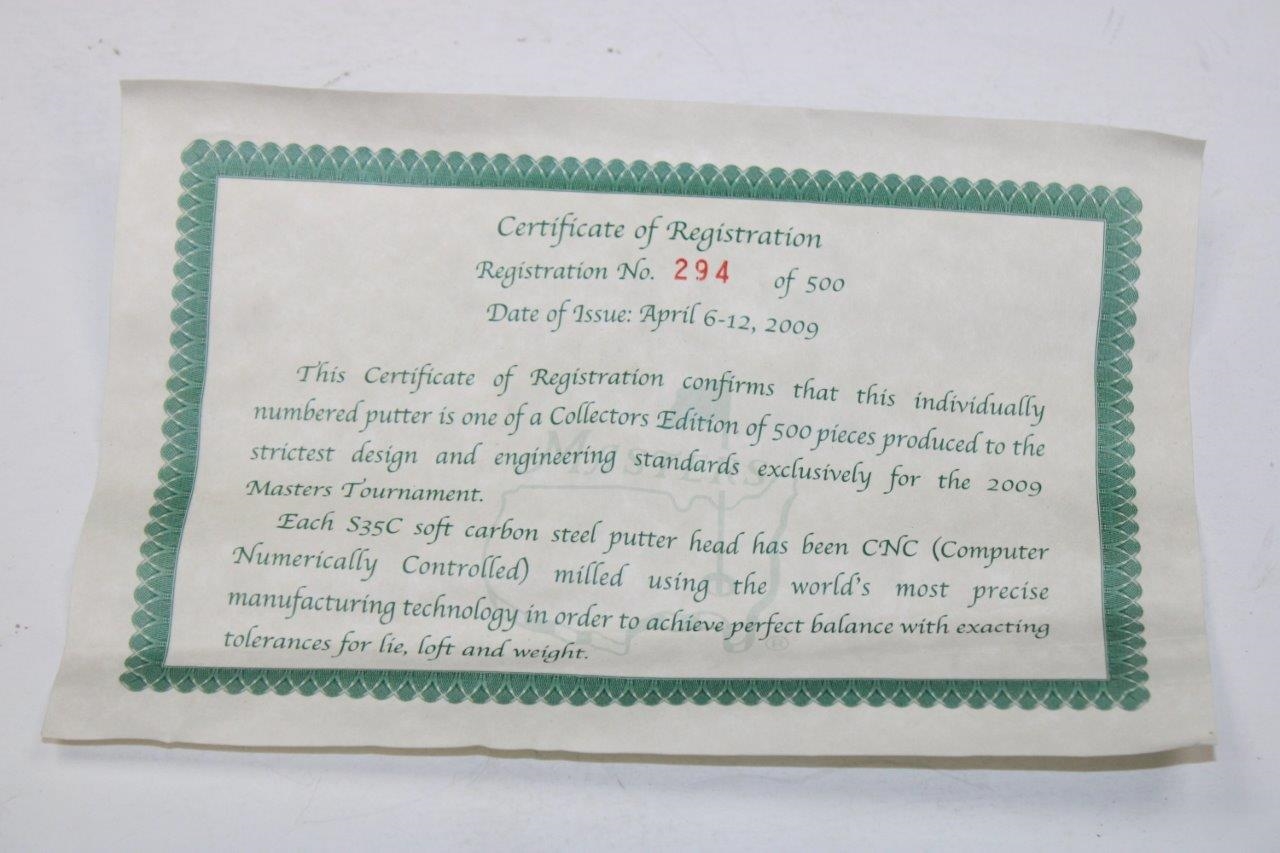 Certificate of Registration
Registration No. 294 of 500
Date of Issue: April 6-12, 2009
This Certificate of Registration confirms that this individually
numbered putter is one of a Collectors Edition of 500 pieces produced to the
strictest design and engineering standards exclusively for the 2009
Masters Tournament.
Each S35C soft carbon steel putter head has been CNC (Computer
Numerically Controlled) milled using the world's most precise
manufacturing technology in order to achieve perfect balance with exacting
tolerances for lie, loft and weight.
MASTERS
®